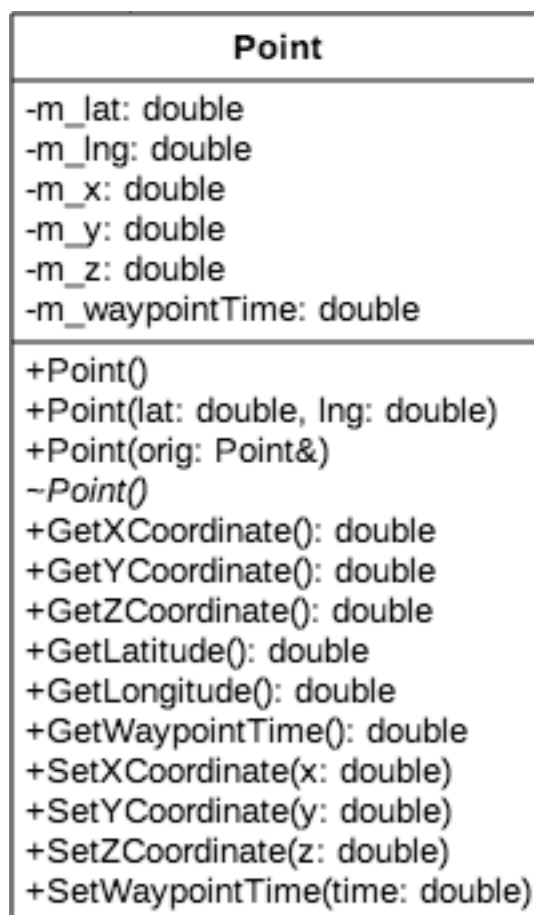 Point
-m_lat: double
-m_lng: double
-m_x: double
-m_y: double
-m_z: double
-m_waypointTime: double
+Point()
+Point(lat: double, lng: double)
+Point(orig: Point&)
~Point()
+GetXCoordinate(): double
+GetYCoordinate(): double
+GetZCoordinate(): double
+GetLatitude(): double
+GetLongitude(): double
+GetWaypointTime(): double
+SetXCoordinate(x: double)
+SetYCoordinate(y: double)
+SetZCoordinate(z: double)
+SetWaypointTime(time: double)